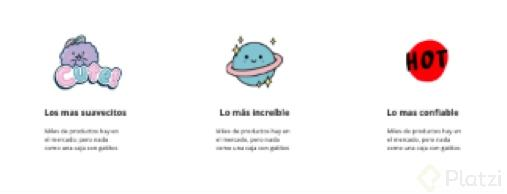 Cute!
HOT
Los mas suavecitos
Lo más increíble
Lo mas confiable
Miles de productos hay en
el mercado, pero nada
como una caja con gatitos
Miles de productos hay en
el mercado, pero nada
como una caja con gatitos
Miles de productos hay en
el mercado, pero nada
como una caja con gatitos
Platzi